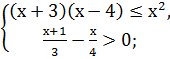 (x + 3)(x − 4) ≤ x²,
(x+1)/3 − x/4 > 0;